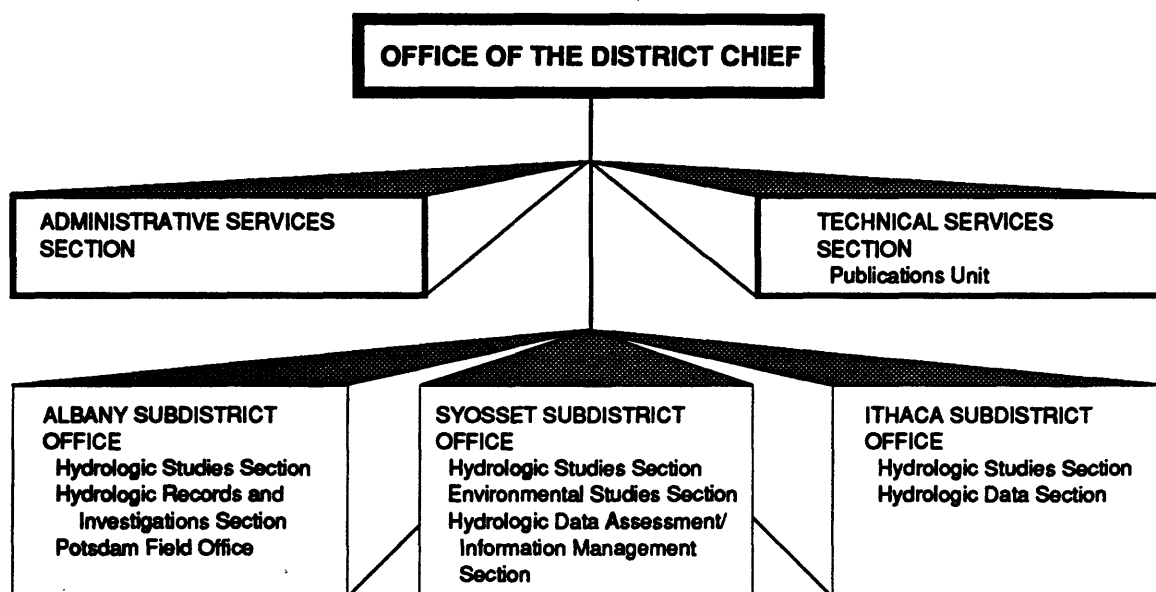 OFFICE OF THE DISTRICT CHIEF
ADMINISTRATIVE SERVICES
SECTION
TECHNICAL SERVICES
SECTION
Publications Unit
ALBANY SUBDISTRICT
OFFICE
Hydrologic Studies Section
Hydrologic Records and
Investigations Section
Potsdam Field Office
SYOSSET SUBDISTRICT
OFFICE
Hydrologic Studies Section
Environmental Studies Section
Hydrologic Data Assessment/
Information Management
Section
ITHACA SUBDISTRICT
OFFICE
Hydrologic Studies Section
Hydrologic Data Section